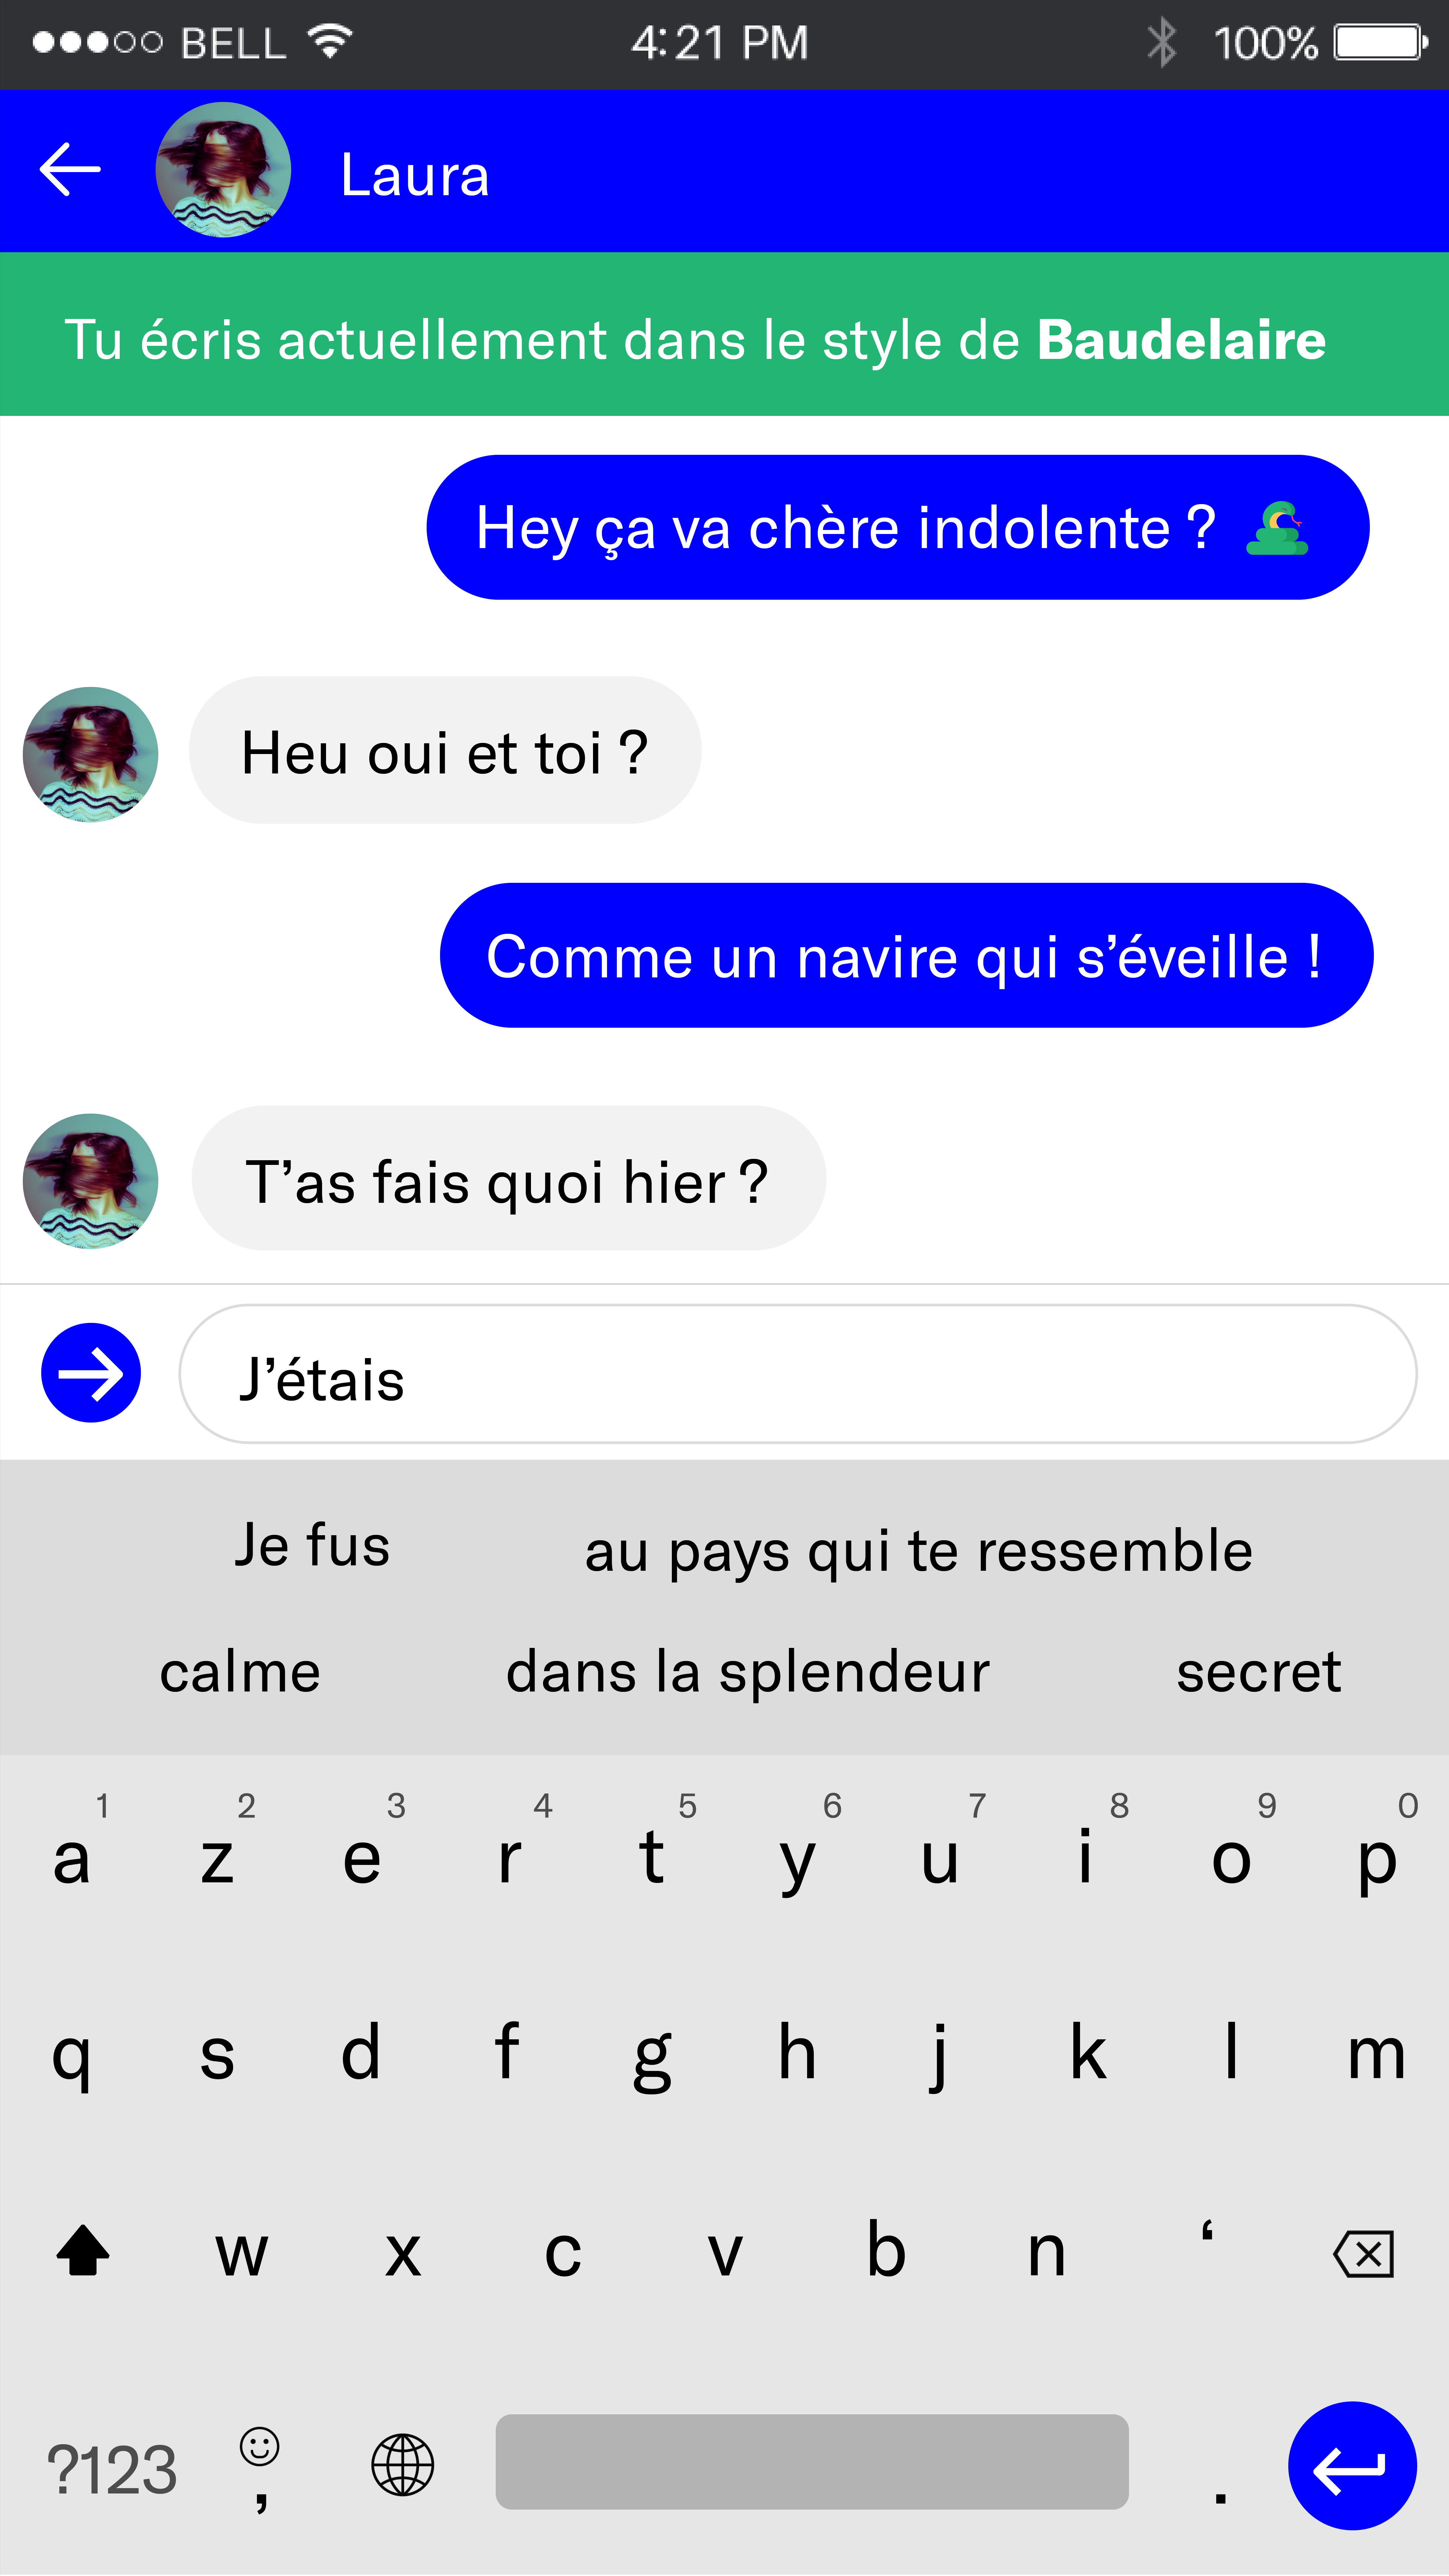 BELL 4:21 PM 100%
Laura
Tu écris actuellement dans le style de Baudelaire
Hey ça va chère indolente ?
Heu oui et toi ?
Comme un navire qui s’éveille !
T’as fais quoi hier ?
J’étais
Je fus au pays qui te ressemble
calme dans la splendeur secret
1 2 3 4 5 6 7 8 9 0
a z e r t y u i o p
q s d f g h j k l m
w x c v b n ‘
?123 , .